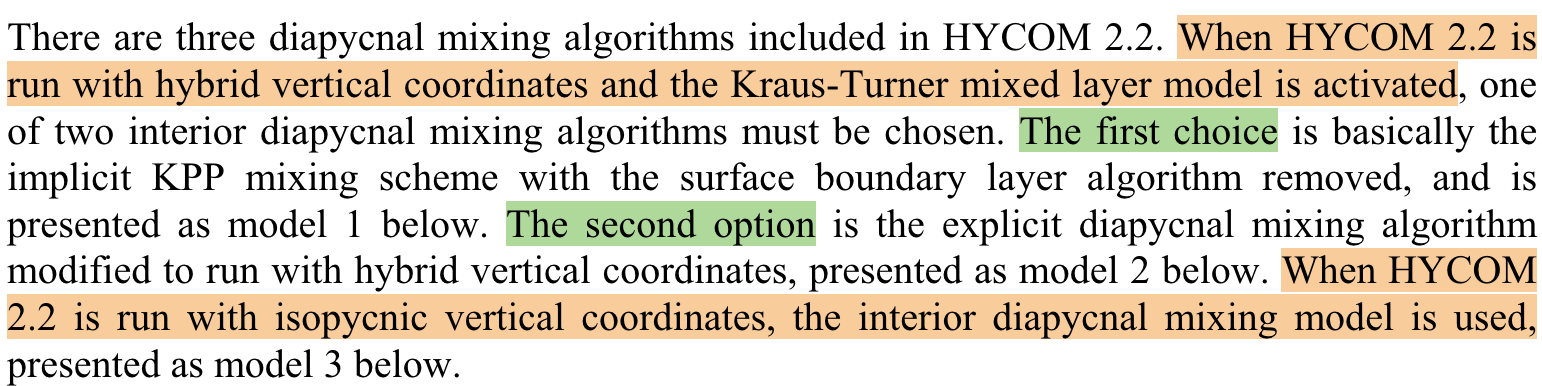 There are three diapycnal mixing algorithms included in HYCOM 2.2. When HYCOM 2.2 is
run with hybrid vertical coordinates and the Kraus-Turner mixed layer model is activated, one
of two interior diapycnal mixing algorithms must be chosen. The first choice is basically the
implicit KPP mixing scheme with the surface boundary layer algorithm removed, and is
presented as model 1 below. The second option is the explicit diapycnal mixing algorithm
modified to run with hybrid vertical coordinates, presented as model 2 below. When HYCOM
2.2 is run with isopycnic vertical coordinates, the interior diapycnal mixing model is used,
presented as model 3 below.